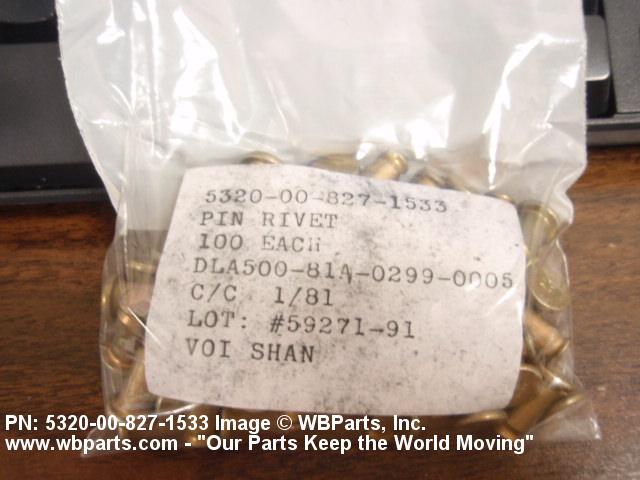 5320-00-827-1533
PIN RIVET
100 EACH
DLA500-81A-0299-0005
C/C 1/81
LOT: #59271-91
VOI SHAN
PN: 5320-00-827-1533 Image © WBParts, Inc.
www.wbparts.com - "Our Parts Keep the World Moving"